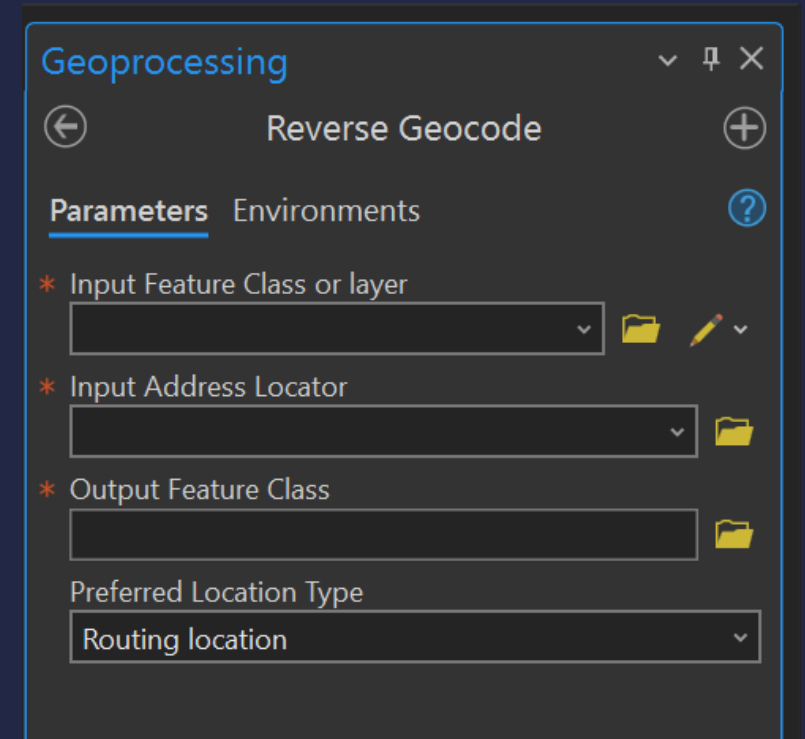 Geoprocessing
Reverse Geocode
Parameters Environments
* Input Feature Class or layer
* Input Address Locator
* Output Feature Class
Preferred Location Type
Routing location